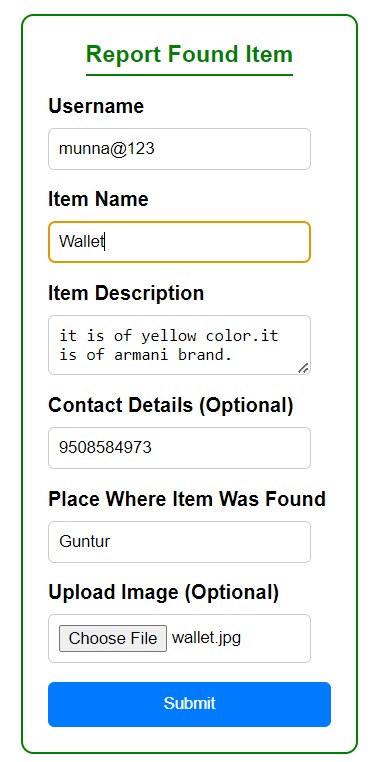 Report Found Item
Username
munna@123
Item Name
Wallet
Item Description
it is of yellow color.it
is of armani brand.
Contact Details (Optional)
9508584973
Place Where Item Was Found
Guntur
Upload Image (Optional)
Choose File wallet.jpg
Submit